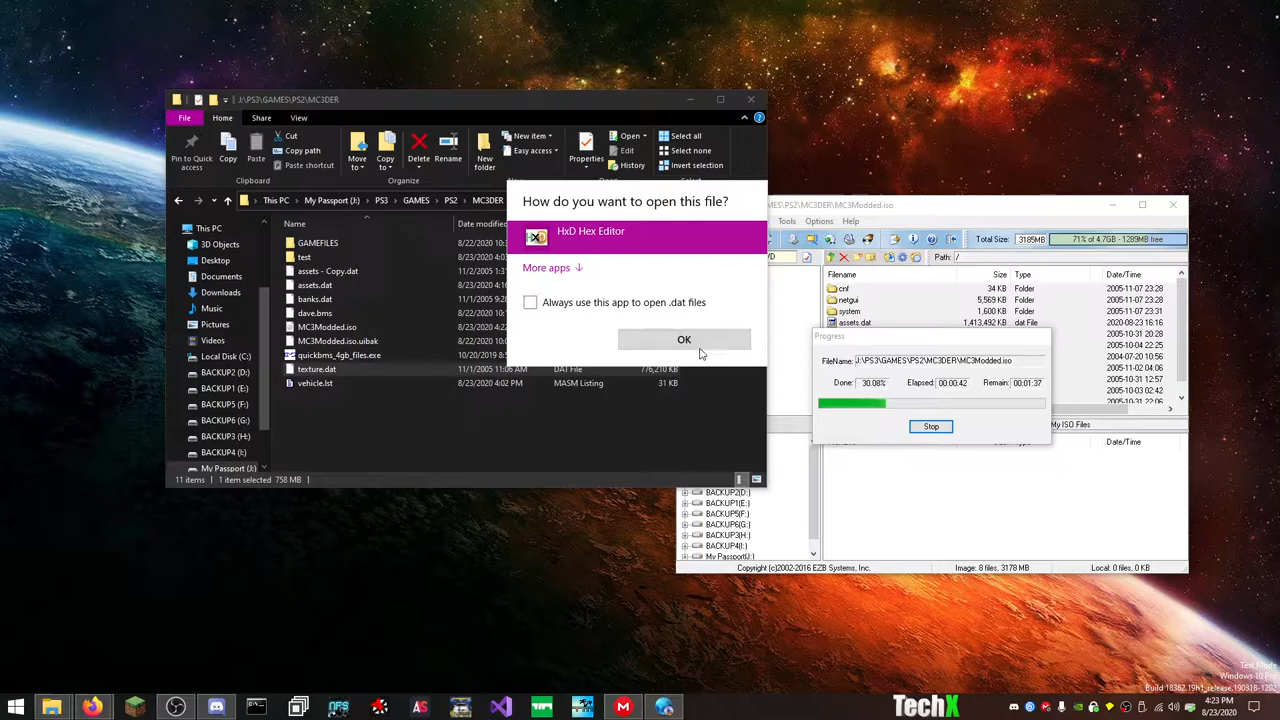 J:\PS3\GAMES\PS2\MC3DER
File Home Share View
Pin to Quick access
Copy
Paste
Cut
Copy path
Paste shortcut
Clipboard
Move to
Copy to
Delete
Rename
Organize
New folder
New item
Easy access
Properties
Open
Edit
History
Select all
Select none
Invert selection
This PC > My Passport (J:) > PS3 > GAMES > PS2 > MC3DER
This PC
3D Objects
Desktop
Documents
Downloads
Music
Pictures
Videos
Local Disk (C:)
BACKUP2 (D:)
BACKUP1 (E:)
BACKUP5 (F:)
BACKUP6 (G:)
BACKUP3 (H:)
BACKUP4 (I:)
My Passport (J:)
Name Date modified
GAMEFILES 8/22/2020
test 8/22/2020
assets - Copy.dat 11/2/2005
assets.dat 8/23/2020
banks.dat 11/1/2005
dave.bms 8/22/2020
MC3Modded.iso 8/23/2020
MC3Modded.iso.uibak 8/22/2020
quickbms_4gb_files.exe 10/20/2019
texture.dat 11/1/2005 11:06 AM DAT File 776,210 KB
vehicle.lst 8/23/2020 4:02 PM MASM Listing 31 KB
11 items 1 item selected 758 MB
How do you want to open this file?
HxD Hex Editor
More apps ↓
Always use this app to open .dat files
OK
GAMES\PS2\MC3DER\MC3Modded.iso
Tools Options Help
Total Size: 3185MB 71% of 4.7GB - 1289MB free
Path: /
Filename Size Type Date/Time
cnf 34 KB Folder 2005-11-07 23:28
netgui 5,569 KB Folder 2005-11-07 23:28
system 1,600 KB Folder 2005-11-07 23:28
assets.dat 1,413,492 KB dat File 2020-08-23 16:16
2005-10-31 20:28
2004-07-20 10:56
2005-11-02 04:06
2005-10-31 12:57
2005-10-03 02:42
2005-10-31 22:06
Progress
FileName: J:\PS3\GAMES\PS2\MC3DER\MC3Modded.iso
Done: 30.08% Elapsed: 00:00:42 Remain: 00:01:37
Stop
My ISO Files
Date/Time
BACKUP2(D:)
BACKUP1(E:)
BACKUP5(F:)
BACKUP6(G:)
BACKUP3(H:)
BACKUP4(I:)
My Passport(J:)
Copyright (c)2002-2016 EZB Systems, Inc. Image: 8 files, 3178 MB Local: 0 files, 0 KB
Test Mode
Windows 10 Pro
Build 18362.19h1_release.190318-1202
TechX
4:23 PM
8/23/2020